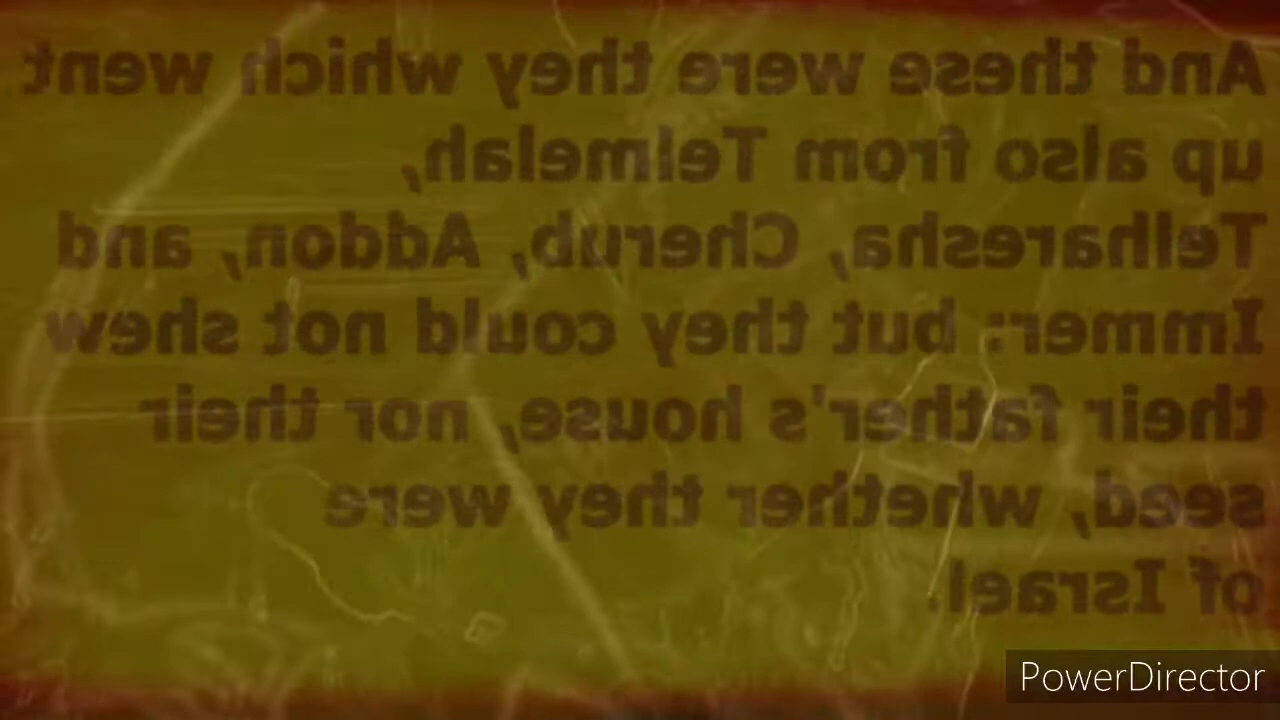 And these were they which went
up also from Telmelah,
Telharesha, Cherub, Addon, and
Immer: but they could not shew
their father's house, nor their
seed, whether they were
of Israel.
PowerDirector